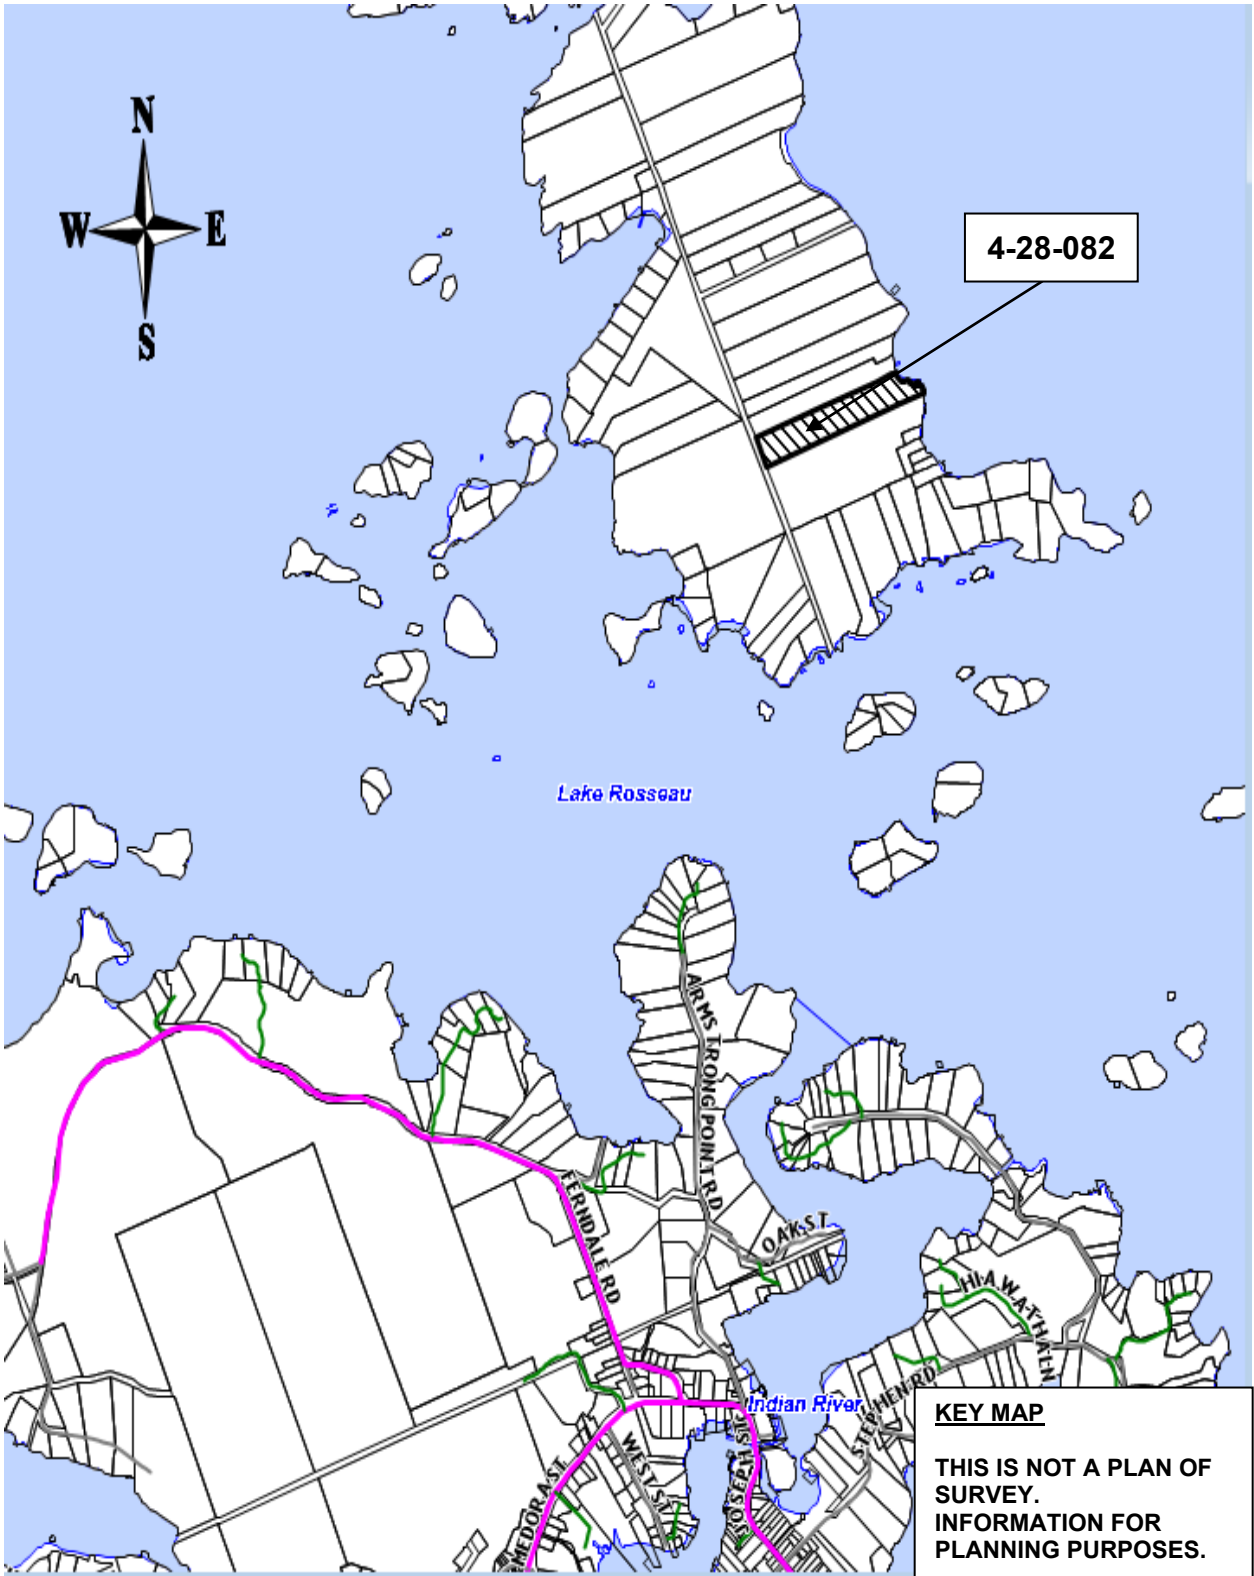 N
W E
S
4-28-082
Lake Rosseau
ARMSTRONG POINT RD
OAK ST
FERNDALE RD
HIAWATHA LN
STEPHEN RD
Indian River
JOSEPH ST
WEST ST
MEDORA ST
KEY MAP
THIS IS NOT A PLAN OF
SURVEY.
INFORMATION FOR
PLANNING PURPOSES.